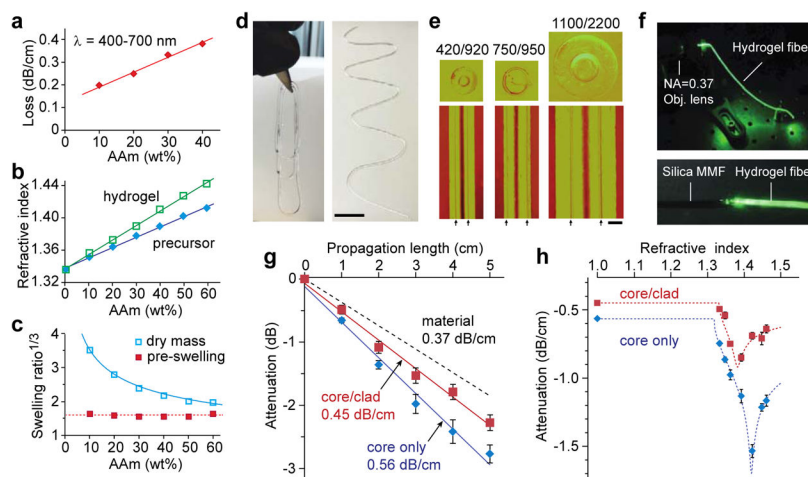 a
λ = 400-700 nm
Loss (dB/cm)
0.4
0.3
0.2
0.1
0
0 10 20 30 40
AAm (wt%)
b
Refractive index
1.44
1.40
1.36
1.32
hydrogel
precursor
0 10 20 30 40 50 60
AAm (wt%)
c
Swelling ratio1/3
5
4
3
2
1
0
dry mass
pre-swelling
0 10 20 30 40 50 60
AAm (wt%)
d
e
420/920 750/950
1100/2200
f
Hydrogel fiber
NA=0.37
Obj. lens
Silica MMF
Hydrogel fibe
g
Propagation length (cm)
0 1 2 3 4 5
Attenuation (dB)
0
-1
-2
-3
material
0.37 dB/cm
core/clad
0.45 dB/cm
core only
0.56 dB/cm
h
Refractive index
1.0 1.1 1.2 1.3 1.4 1.5
Attenuation (dB/cm)
-0.5
-1.0
-1.5
core/clad
core only